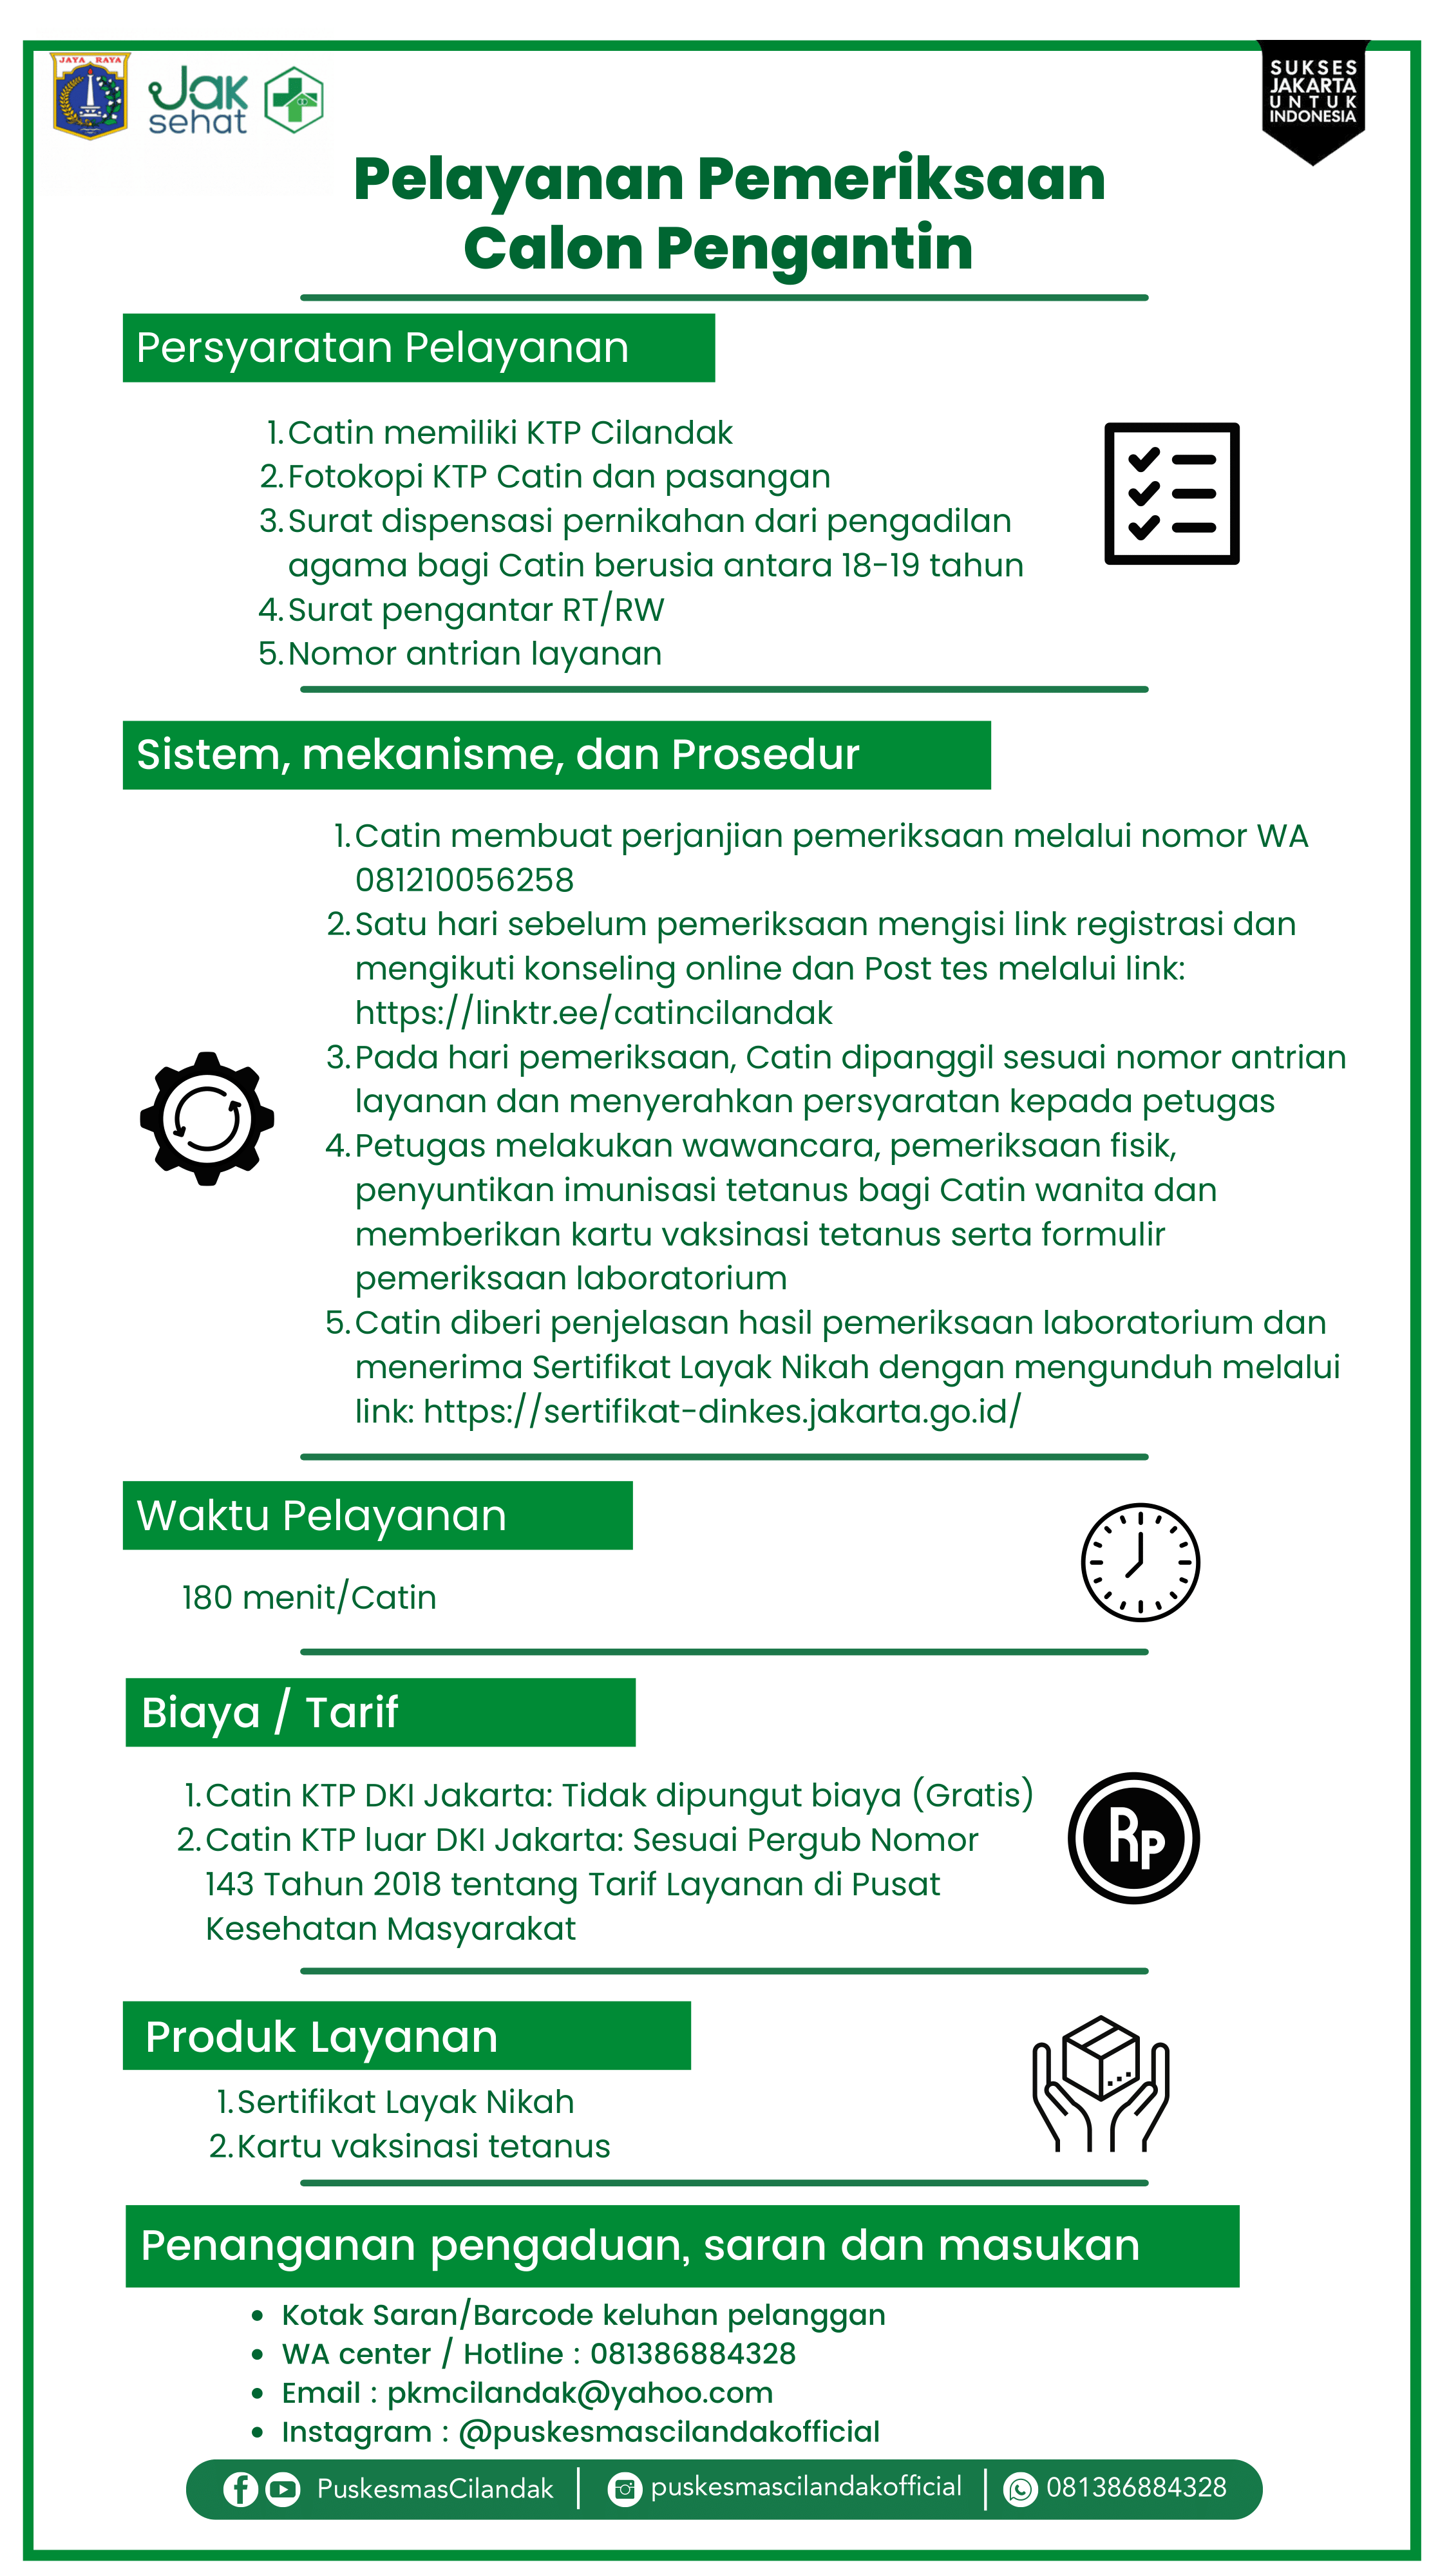 JAYA RAYA
Jak
sehat
SUKSES
JAKARTA
UNTUK
INDONESIA
Pelayanan Pemeriksaan
Calon Pengantin
Persyaratan Pelayanan
1. Catin memiliki KTP Cilandak
2. Fotokopi KTP Catin dan pasangan
3. Surat dispensasi pernikahan dari pengadilan
agama bagi Catin berusia antara 18-19 tahun
4. Surat pengantar RT/RW
5. Nomor antrian layanan
Sistem, mekanisme, dan Prosedur
1. Catin membuat perjanjian pemeriksaan melalui nomor WA
081210056258
2. Satu hari sebelum pemeriksaan mengisi link registrasi dan
mengikuti konseling online dan Post tes melalui link:
https://linktr.ee/catincilandak
3. Pada hari pemeriksaan, Catin dipanggil sesuai nomor antrian
layanan dan menyerahkan persyaratan kepada petugas
4. Petugas melakukan wawancara, pemeriksaan fisik,
penyuntikan imunisasi tetanus bagi Catin wanita dan
memberikan kartu vaksinasi tetanus serta formulir
pemeriksaan laboratorium
5. Catin diberi penjelasan hasil pemeriksaan laboratorium dan
menerima Sertifikat Layak Nikah dengan mengunduh melalui
link: https://sertifikat-dinkes.jakarta.go.id/
Waktu Pelayanan
180 menit/Catin
Biaya / Tarif
1. Catin KTP DKI Jakarta: Tidak dipungut biaya (Gratis)
2. Catin KTP luar DKI Jakarta: Sesuai Pergub Nomor
143 Tahun 2018 tentang Tarif Layanan di Pusat
Kesehatan Masyarakat
Rp
Produk Layanan
1. Sertifikat Layak Nikah
2. Kartu vaksinasi tetanus
Penanganan pengaduan, saran dan masukan
• Kotak Saran/Barcode keluhan pelanggan
• WA center / Hotline : 081386884328
• Email : pkmcilandak@yahoo.com
• Instagram : @puskesmascilandakofficial
PuskesmasCilandak | puskesmascilandakofficial | 081386884328